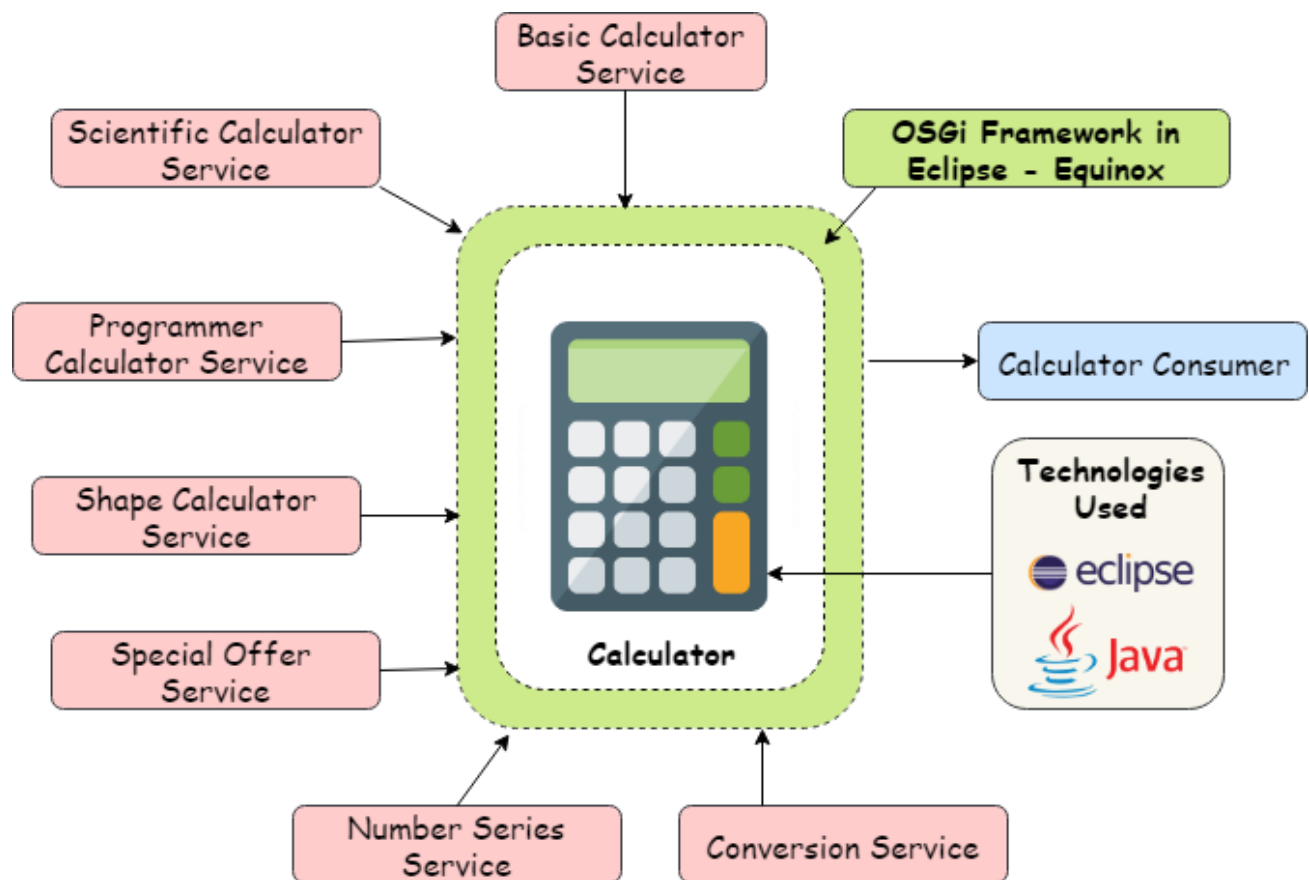 Basic Calculator
Service
Scientific Calculator
Service
OSGi Framework in
Eclipse - Equinox
Programmer
Calculator Service
Calculator Consumer
Shape Calculator
Service
Technologies
Used
eclipse
Java
Special Offer
Service
Calculator
Number Series
Service
Conversion Service